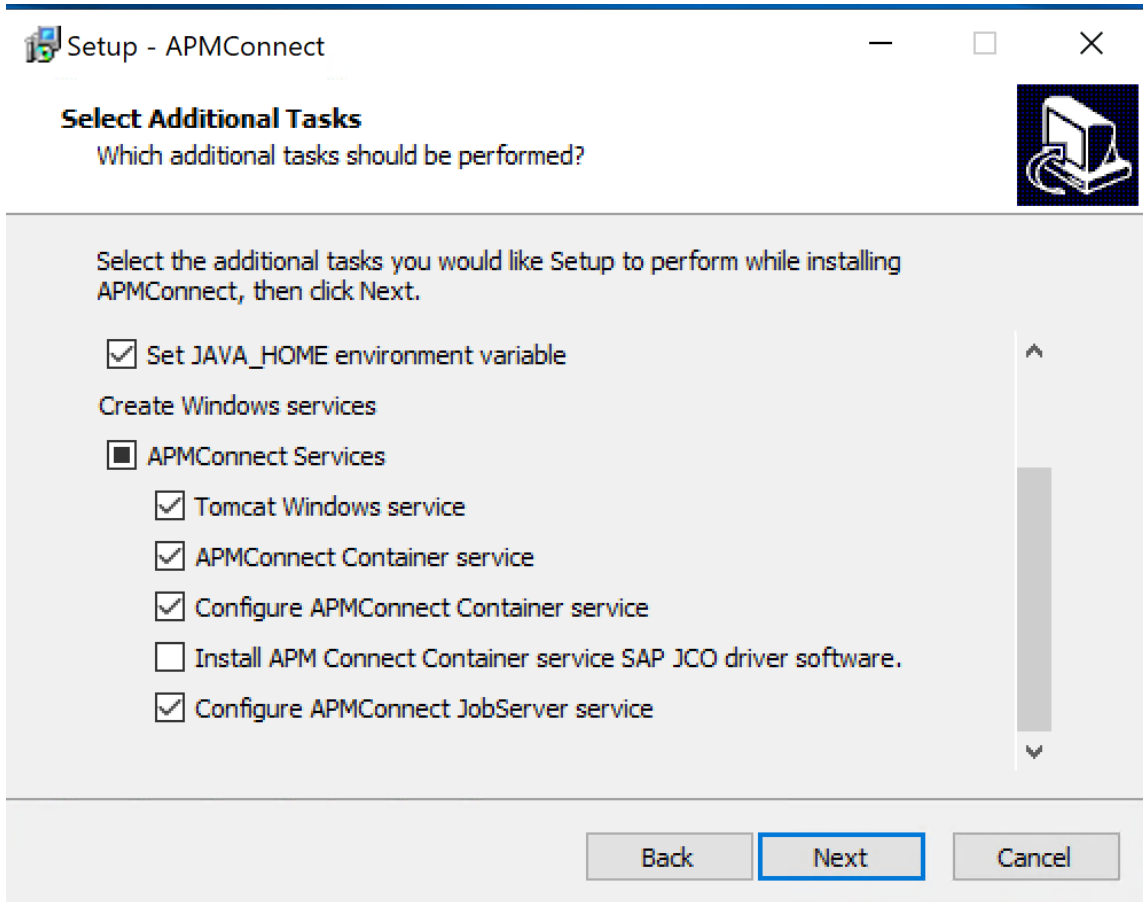 Setup - APMConnect
Select Additional Tasks
Which additional tasks should be performed?
Select the additional tasks you would like Setup to perform while installing
APMConnect, then click Next.
Set JAVA_HOME environment variable
Create Windows services
APMConnect Services
Tomcat Windows service
APMConnect Container service
Configure APMConnect Container service
Install APM Connect Container service SAP JCO driver software.
Configure APMConnect JobServer service
Back Next Cancel